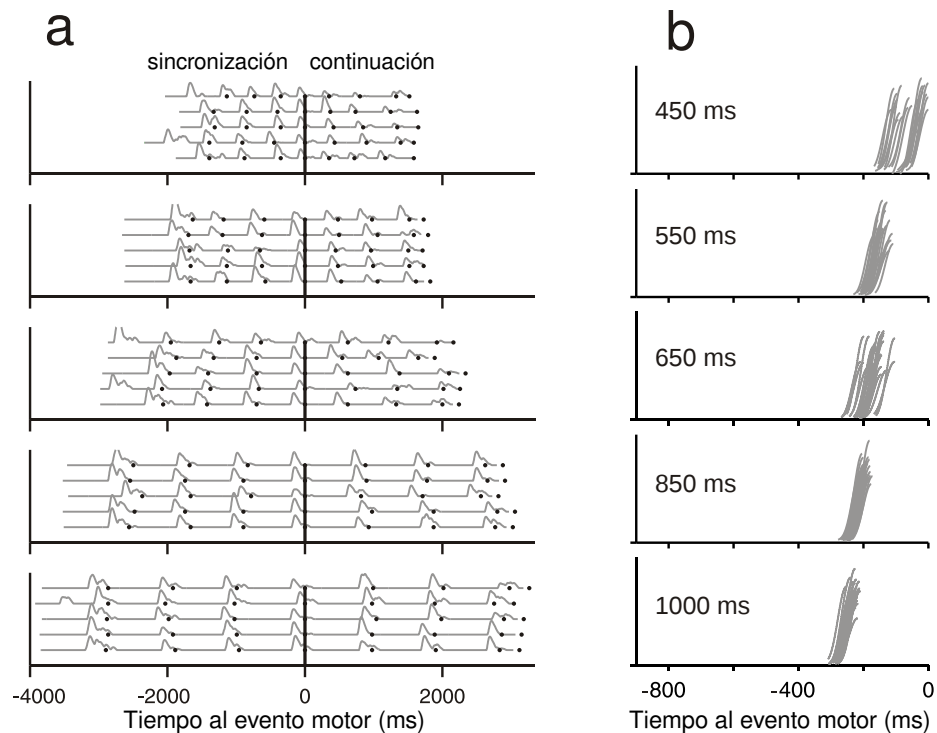 a
sincronización continuación
-4000 -2000 0 2000
Tiempo al evento motor (ms)
b
450 ms
550 ms
650 ms
850 ms
1000 ms
-800 -400 0
Tiempo al evento motor (ms)